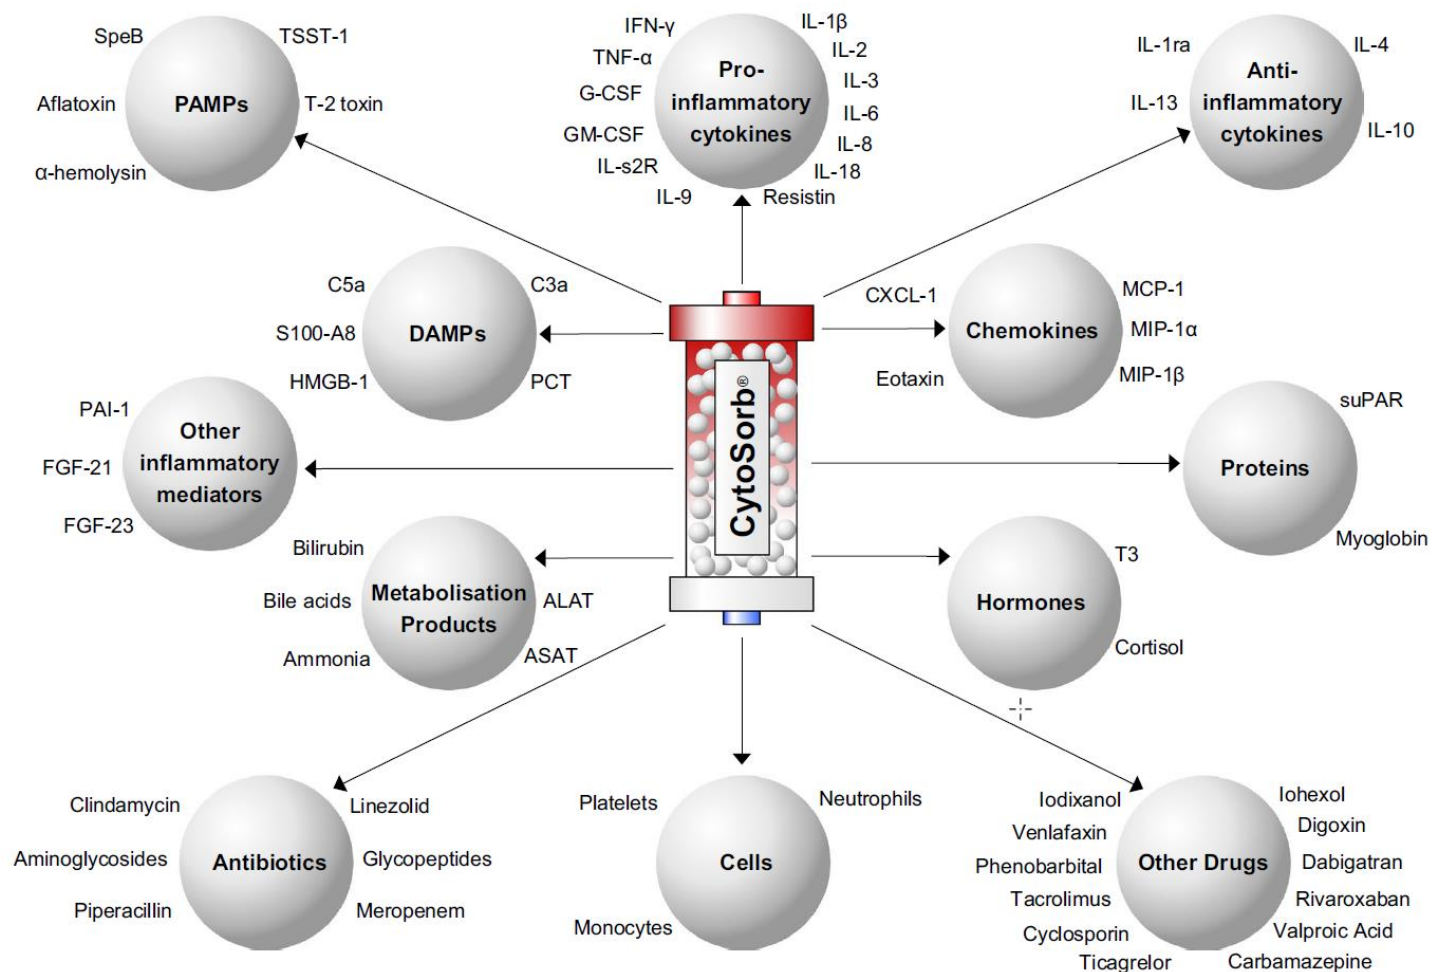 SpeB
TSST-1
Aflatoxin
PAMPs
T-2 toxin
α-hemolysin
IFN-γ
IL-1β
TNF-α
IL-2
G-CSF
Pro-
inflammatory
cytokines
IL-3
IL-6
GM-CSF
IL-8
IL-s2R
IL-18
IL-9
Resistin
IL-1ra
IL-4
IL-13
Anti-
inflammatory
cytokines
IL-10
C5a
C3a
S100-A8
DAMPs
HMGB-1
PCT
CXCL-1
MCP-1
Chemokines
MIP-1α
Eotaxin
MIP-1β
CytoSorb®
PAI-1
FGF-21
Other
inflammatory
mediators
FGF-23
suPAR
Proteins
Myoglobin
Bilirubin
Bile acids
Metabolisation
Products
ALAT
Ammonia
ASAT
T3
Hormones
Cortisol
Clindamycin
Linezolid
Aminoglycosides
Antibiotics
Glycopeptides
Piperacillin
Meropenem
Platelets
Neutrophils
Cells
Monocytes
Iodixanol
Iohexol
Venlafaxin
Digoxin
Phenobarbital
Other Drugs
Dabigatran
Tacrolimus
Rivaroxaban
Cyclosporin
Valproic Acid
Ticagrelor
Carbamazepine